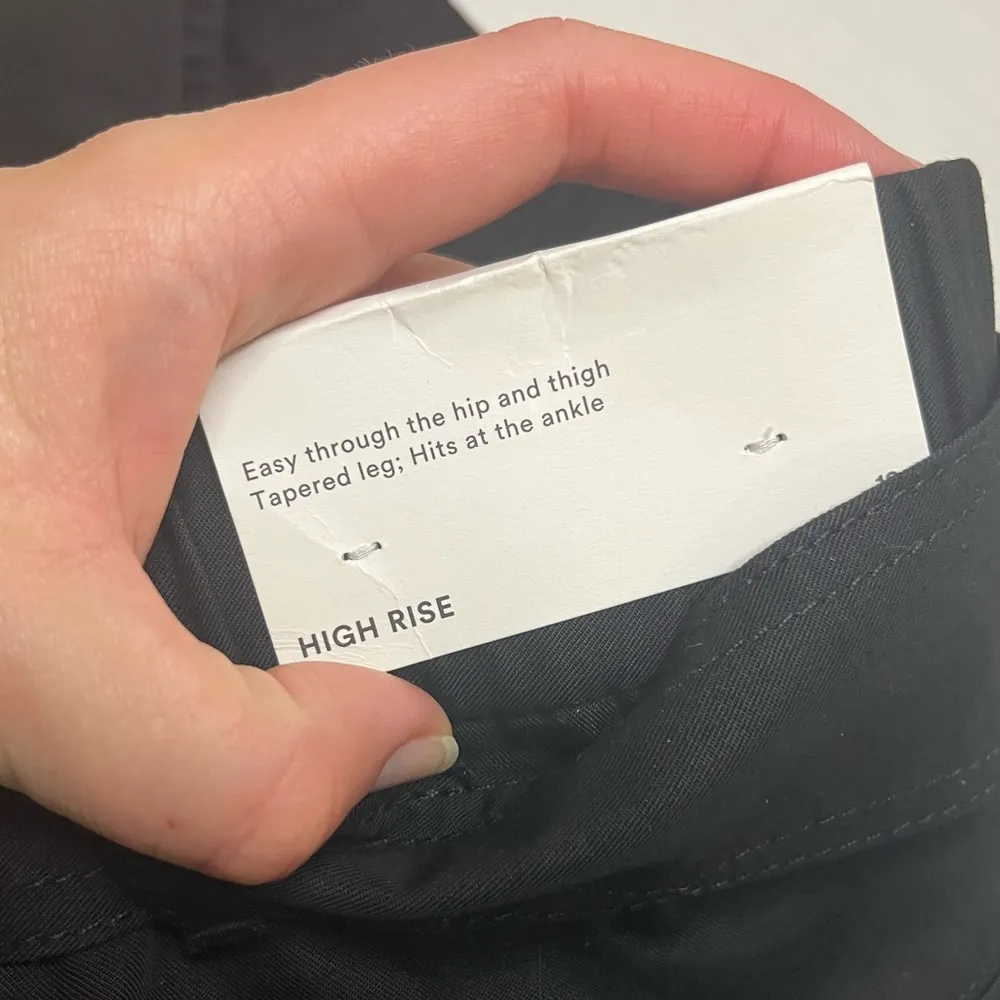 Easy through the hip and thigh
Tapered leg; Hits at the ankle
HIGH RISE